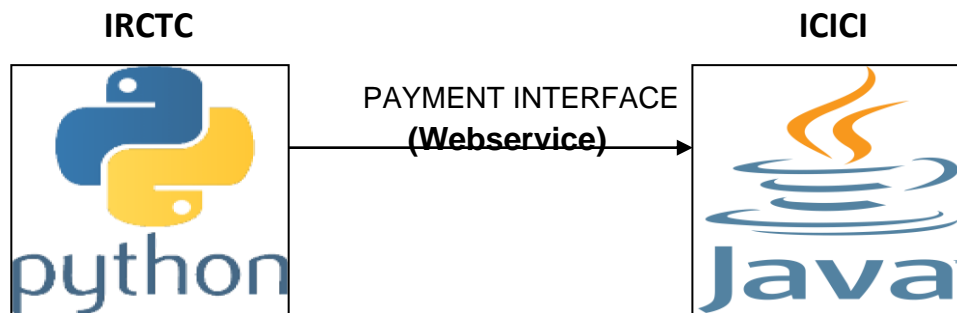 IRCTC
ICICI
PAYMENT INTERFACE
(Webservice)
python
Java